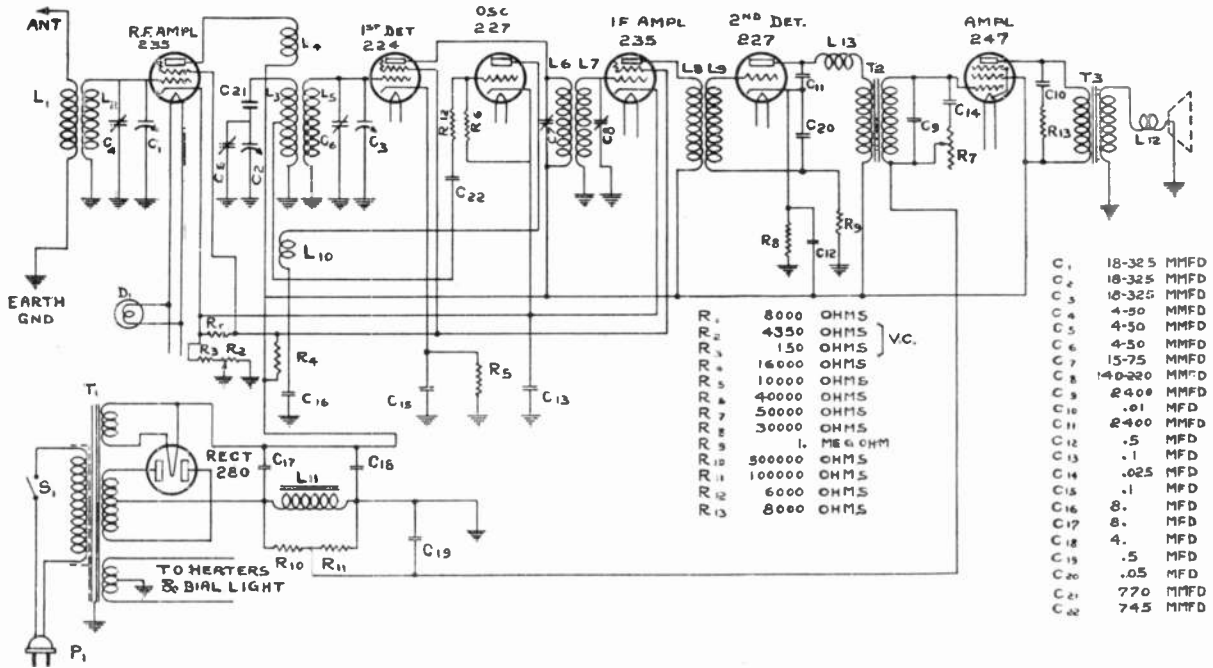 ANT
R.F. AMPL
235
L4
1ST DET
224
OSC
227
IF AMPL
235
2ND DET.
827
L13
AMPL
247
L1
L2
C4
C1
C21
C5
C2
L3
L5
C6
C3
R12
R6
C22
L6
L7
C7
C8
L8
L9
C11
C20
T2
C9
C14
R7
C10
R13
T3
L12
L10
R8
C12
R9
EARTH
GND
D1
R1
R3
R2
R4
C16
C15
R5
C13
T1
S1
P1
RECT
280
C17
C18
L11
R10
R11
C19
TO HEATERS
& BIAL LIGHT
R1 8000 OHMS
R2 4350 OHMS
R3 150 OHMS
V.C.
R4 16000 OHMS
R5 10000 OHMS
R6 40000 OHMS
R7 50000 OHMS
R8 30000 OHMS
R9 1. MEGOHM
R10 500000 OHMS
R11 100000 OHMS
R12 6000 OHMS
R13 8000 OHMS
C1 18-325 MMFD
C2 18-325 MMFD
C3 18-325 MMFD
C4 4-50 MMFD
C5 4-50 MMFD
C6 4-50 MMFD
C7 15-75 MMFD
C8 140-220 MMFD
C9 2400 MMFD
C10 .01 MFD
C11 2400 MMFD
C12 .5 MFD
C13 .1 MFD
C14 .025 MFD
C15 .1 MFD
C16 8. MFD
C17 8. MFD
C18 4. MFD
C19 .5 MFD
C20 .05 MFD
C21 770 MMFD
C22 745 MMFD